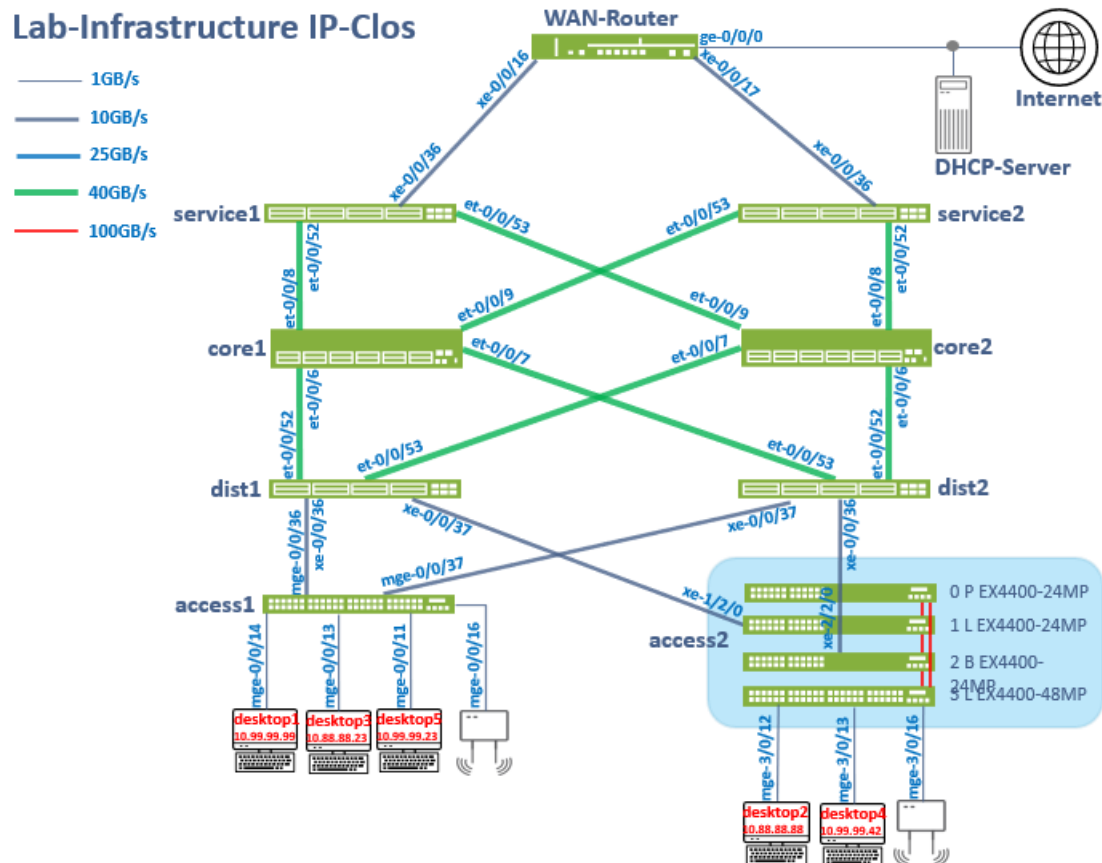 Lab-Infrastructure IP-Clos
WAN-Router
ge-0/0/0
Internet
DHCP-Server
1GB/s
10GB/s
25GB/s
40GB/s
100GB/s
xe-0/0/16
xe-0/0/17
xe-0/0/36
xe-0/0/36
service1
service2
et-0/0/53
et-0/0/53
et-0/0/52
et-0/0/52
et-0/0/8
et-0/0/8
et-0/0/9
et-0/0/9
core1
core2
et-0/0/7
et-0/0/7
et-0/0/6
et-0/0/6
et-0/0/52
et-0/0/52
et-0/0/53
et-0/0/53
dist1
dist2
xe-0/0/36
xe-0/0/37
xe-0/0/37
xe-0/0/36
mge-0/0/36
mge-0/0/37
access1
xe-1/2/0
xe-2/2/0
access2
0 P EX4400-24MP
1 L EX4400-24MP
2 B EX4400-
24MP
3 L EX4400-48MP
mge-0/0/14
mge-0/0/13
mge-0/0/11
mge-0/0/16
desktop1
10.99.99.99
desktop3
10.88.88.23
desktop5
10.99.99.23
mge-3/0/12
mge-3/0/13
mge-3/0/16
desktop2
10.88.88.88
desktop4
10.99.99.42